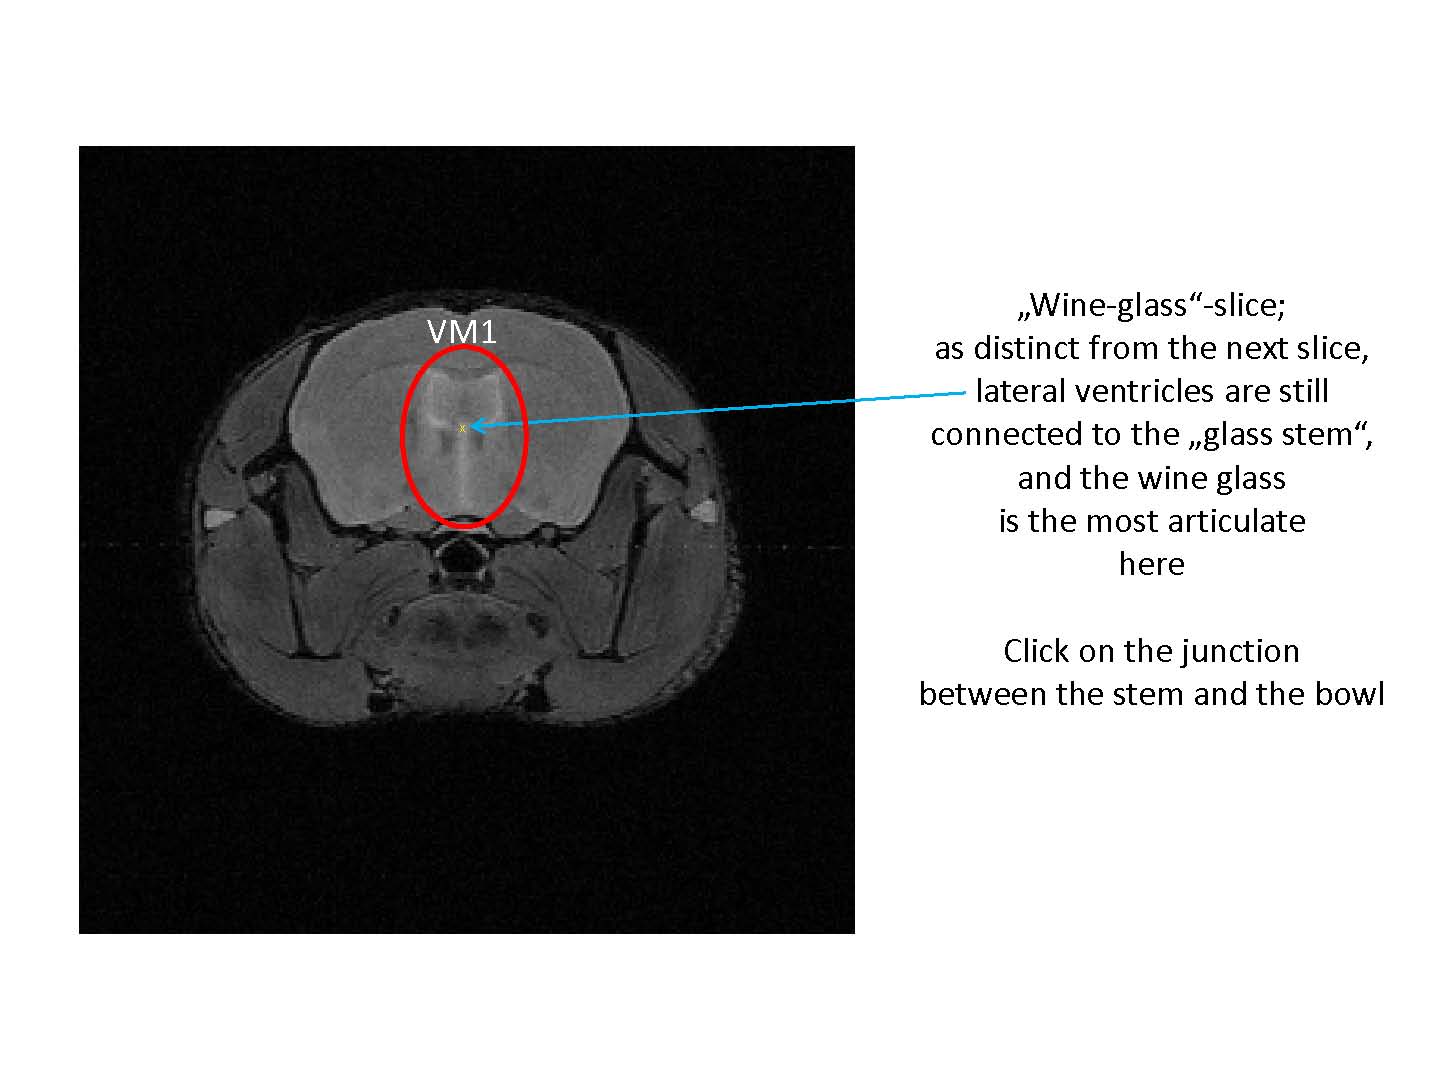 VM1
x
„Wine-glass“-slice;
as distinct from the next slice,
lateral ventricles are still
connected to the „glass stem“,
and the wine glass
is the most articulate
here
Click on the junction
between the stem and the bowl